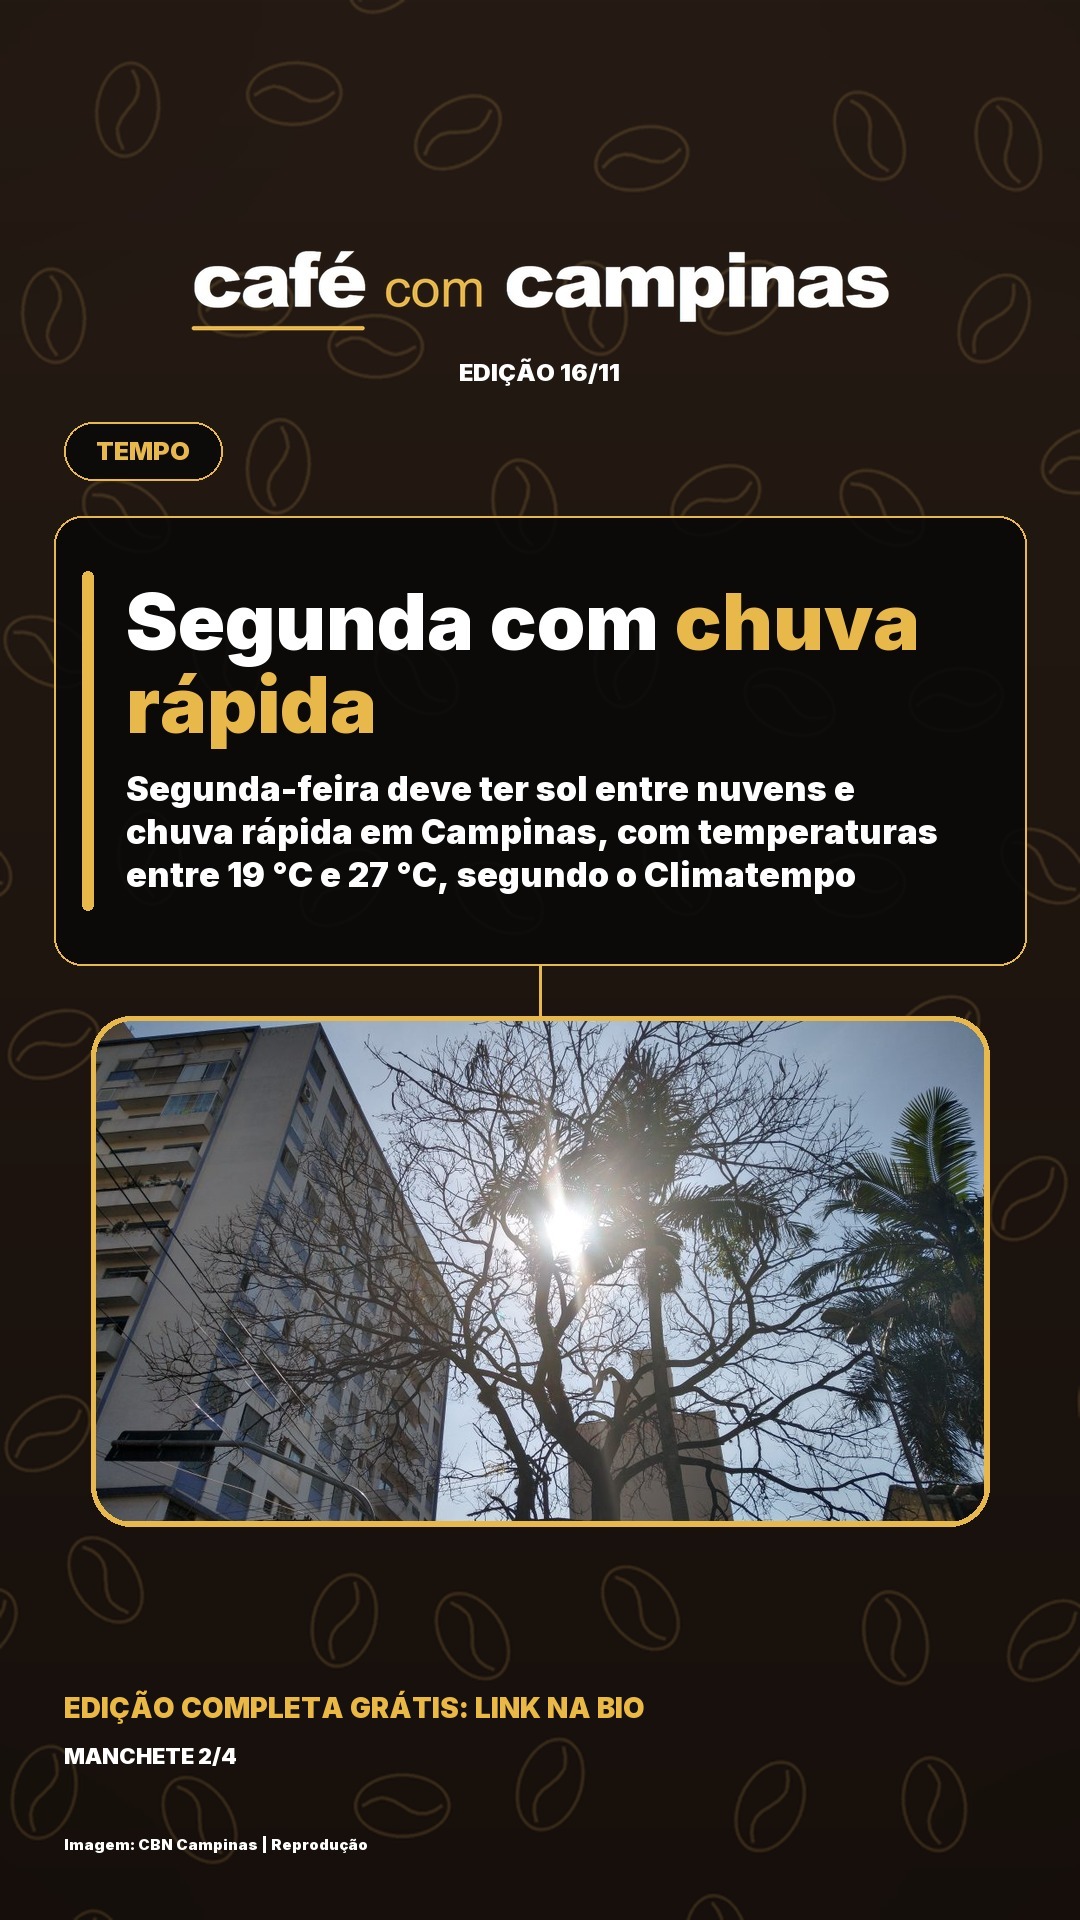 café com campinas
EDIÇÃO 16/11
TEMPO
Segunda com chuva
rápida
Segunda-feira deve ter sol entre nuvens e
chuva rápida em Campinas, com temperaturas
entre 19 °C e 27 °C, segundo o Climatempo
EDIÇÃO COMPLETA GRÁTIS: LINK NA BIO
MANCHETE 2/4
Imagem: CBN Campinas | Reprodução